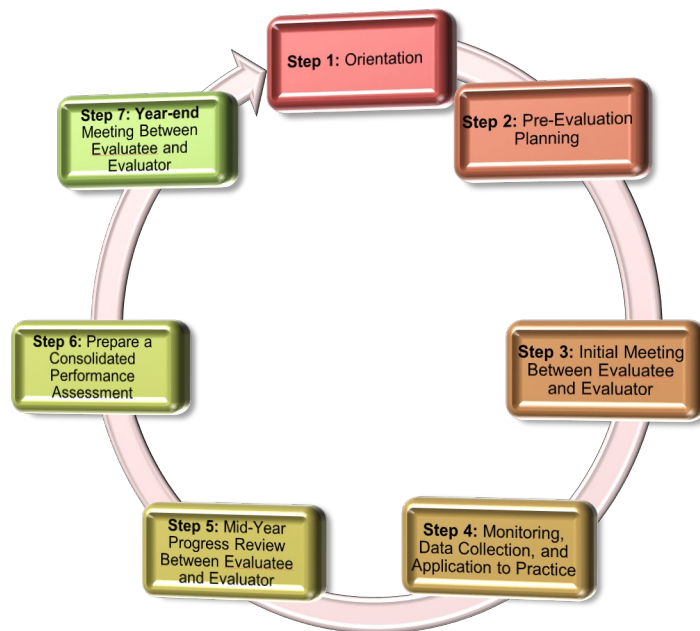 Step 1: Orientation
Step 2: Pre-Evaluation
Planning
Step 3: Initial Meeting
Between Evaluatee
and Evaluator
Step 4: Monitoring,
Data Collection, and
Application to Practice
Step 5: Mid-Year
Progress Review
Between Evaluatee
and Evaluator
Step 6: Prepare a
Consolidated
Performance
Assessment
Step 7: Year-end
Meeting Between
Evaluatee and
Evaluator